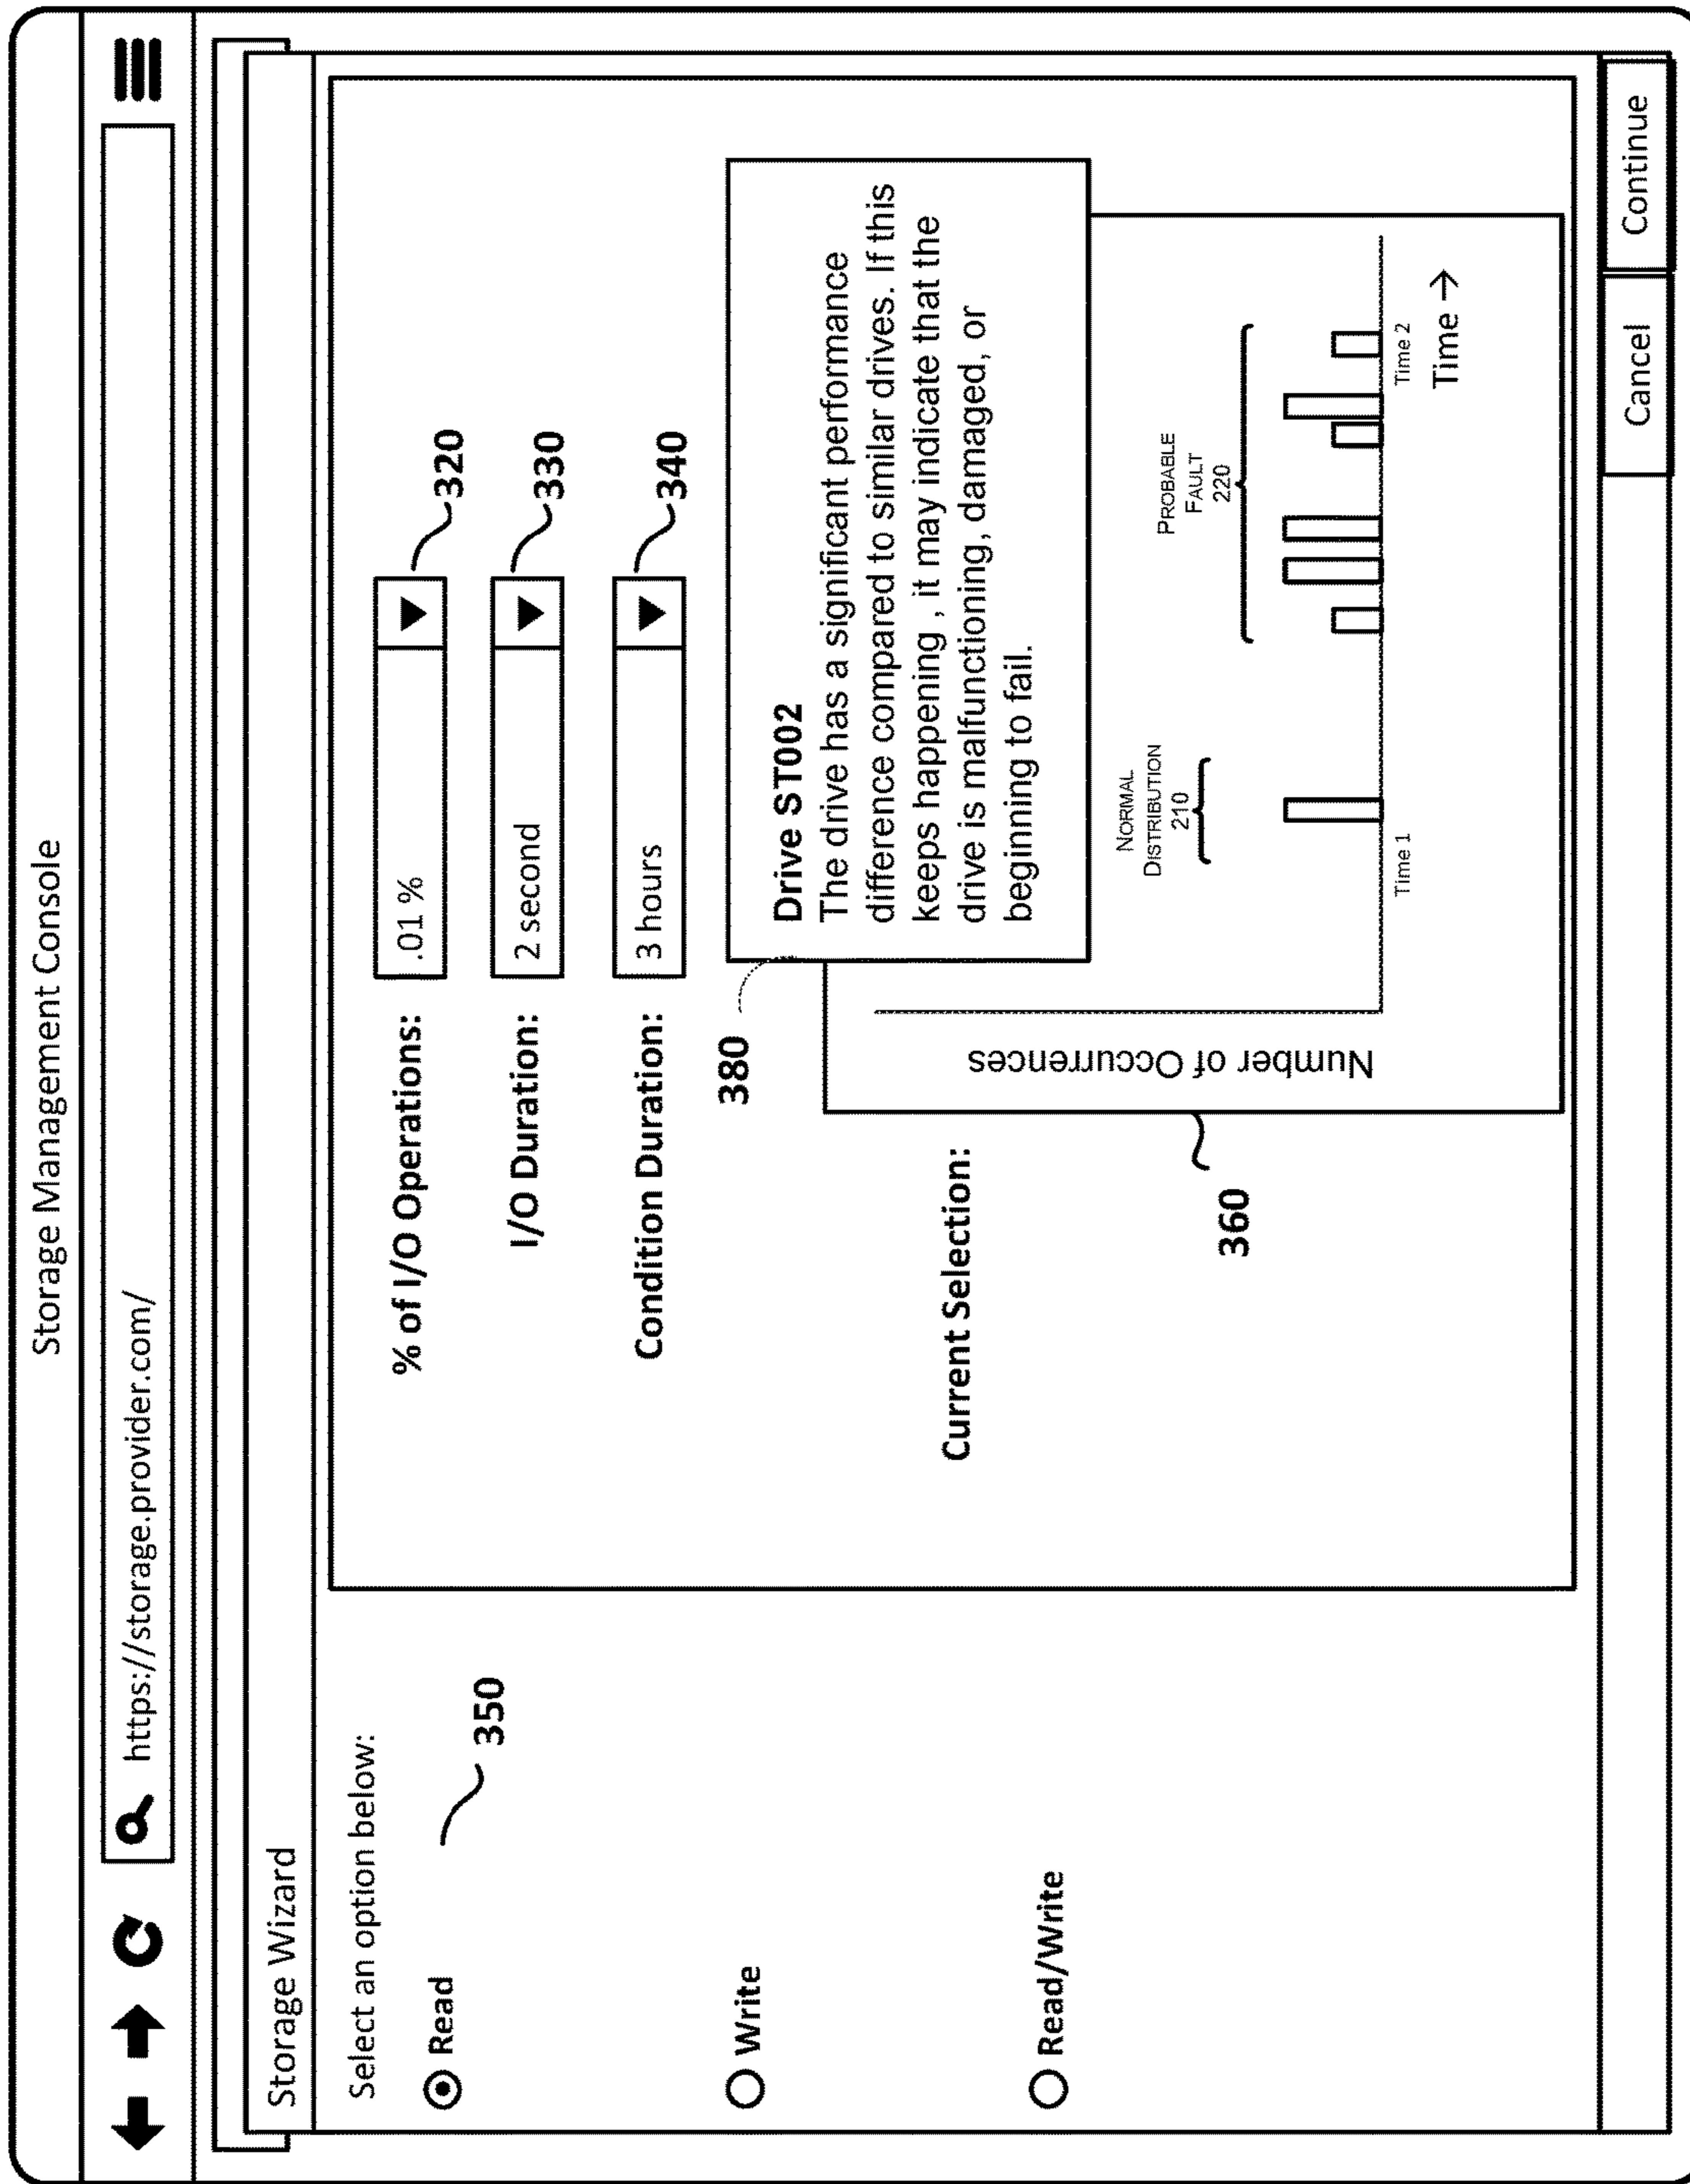 Storage Management Console
https://storage.provider.com/
Storage Wizard
Select an option below:
Read
350
Write
Read/Write
% of I/O Operations:
.01 %
320
I/O Duration:
2 second
330
Condition Duration:
3 hours
340
380
Drive ST002
The drive has a significant performance
difference compared to similar drives. If this
keeps happening , it may indicate that the
drive is malfunctioning, damaged, or
beginning to fail.
Current Selection:
360
Number of Occurrences
NORMAL
DISTRIBUTION
210
PROBABLE
FAULT
220
Time 1
Time 2
Time →
Cancel
Continue